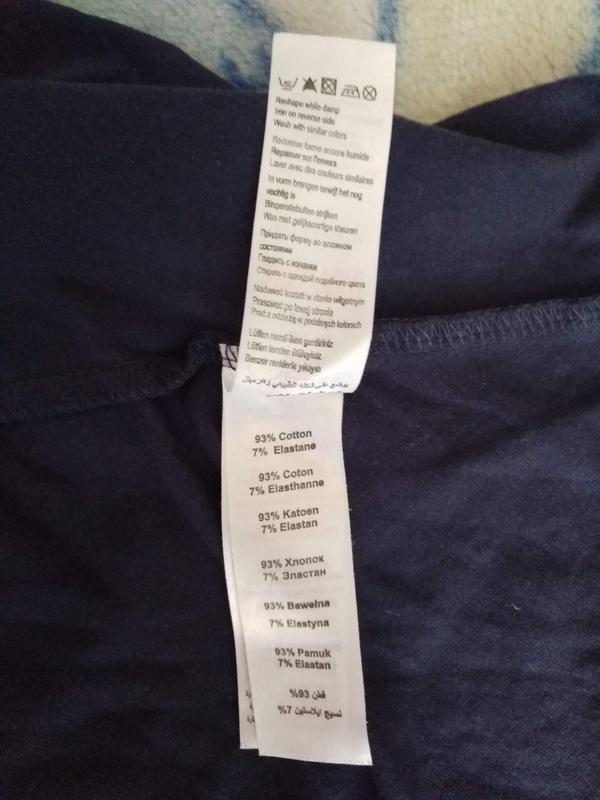 40
Reshape while damp
Iron on reverse side
Wash with similar colors
Redonner forme encore humide
Repasser sur l'envers
Laver avec des couleurs similaires
In vorm brengen terwijl het nog
vochtig is
Binnenstebuiten strijken
Was met gelijksoortige kleuren
Придать форму во влажном
состоянии
Гладить с изнанки
Стирать с одеждой подобного цвета
Nadawać kształt w stanie wilgotnym
Prasować po lewej stronie
Prać z odzieżą w podobnych kolorach
Lütfen nemli iken gerdiriniz
Lütfen tersten ütüleyiniz
Benzer renklerle yıkayın
93% Cotton
7% Elastane
93% Coton
7% Elasthanne
93% Katoen
7% Elastan
93% Хлопок
7% Эластан
93% Bawełna
7% Elastyna
93% Pamuk
7% Elastan
قطن 93%
نسيج ايلاستين 7%